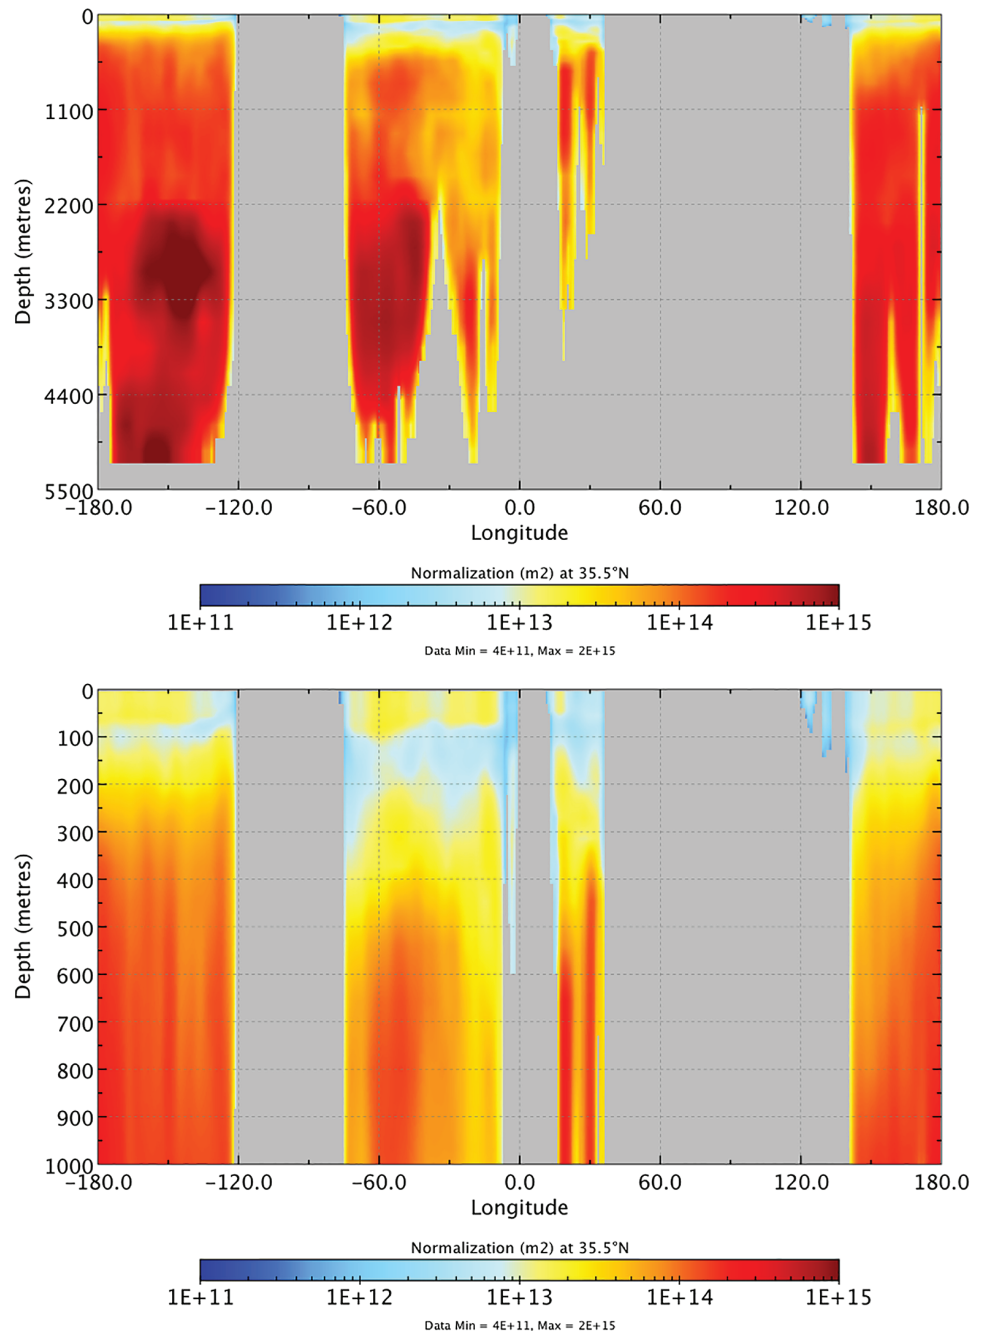 0
1100
2200
3300
4400
5500
Depth (metres)
−180.0 −120.0 −60.0 0.0 60.0 120.0 180.0
Longitude
Normalization (m2) at 35.5°N
1E+11 1E+12 1E+13 1E+14 1E+15
Data Min = 4E+11, Max = 2E+15
0
100
200
300
400
500
600
700
800
900
1000
Depth (metres)
−180.0 −120.0 −60.0 0.0 60.0 120.0 180.0
Longitude
Normalization (m2) at 35.5°N
1E+11 1E+12 1E+13 1E+14 1E+15
Data Min = 4E+11, Max = 2E+15